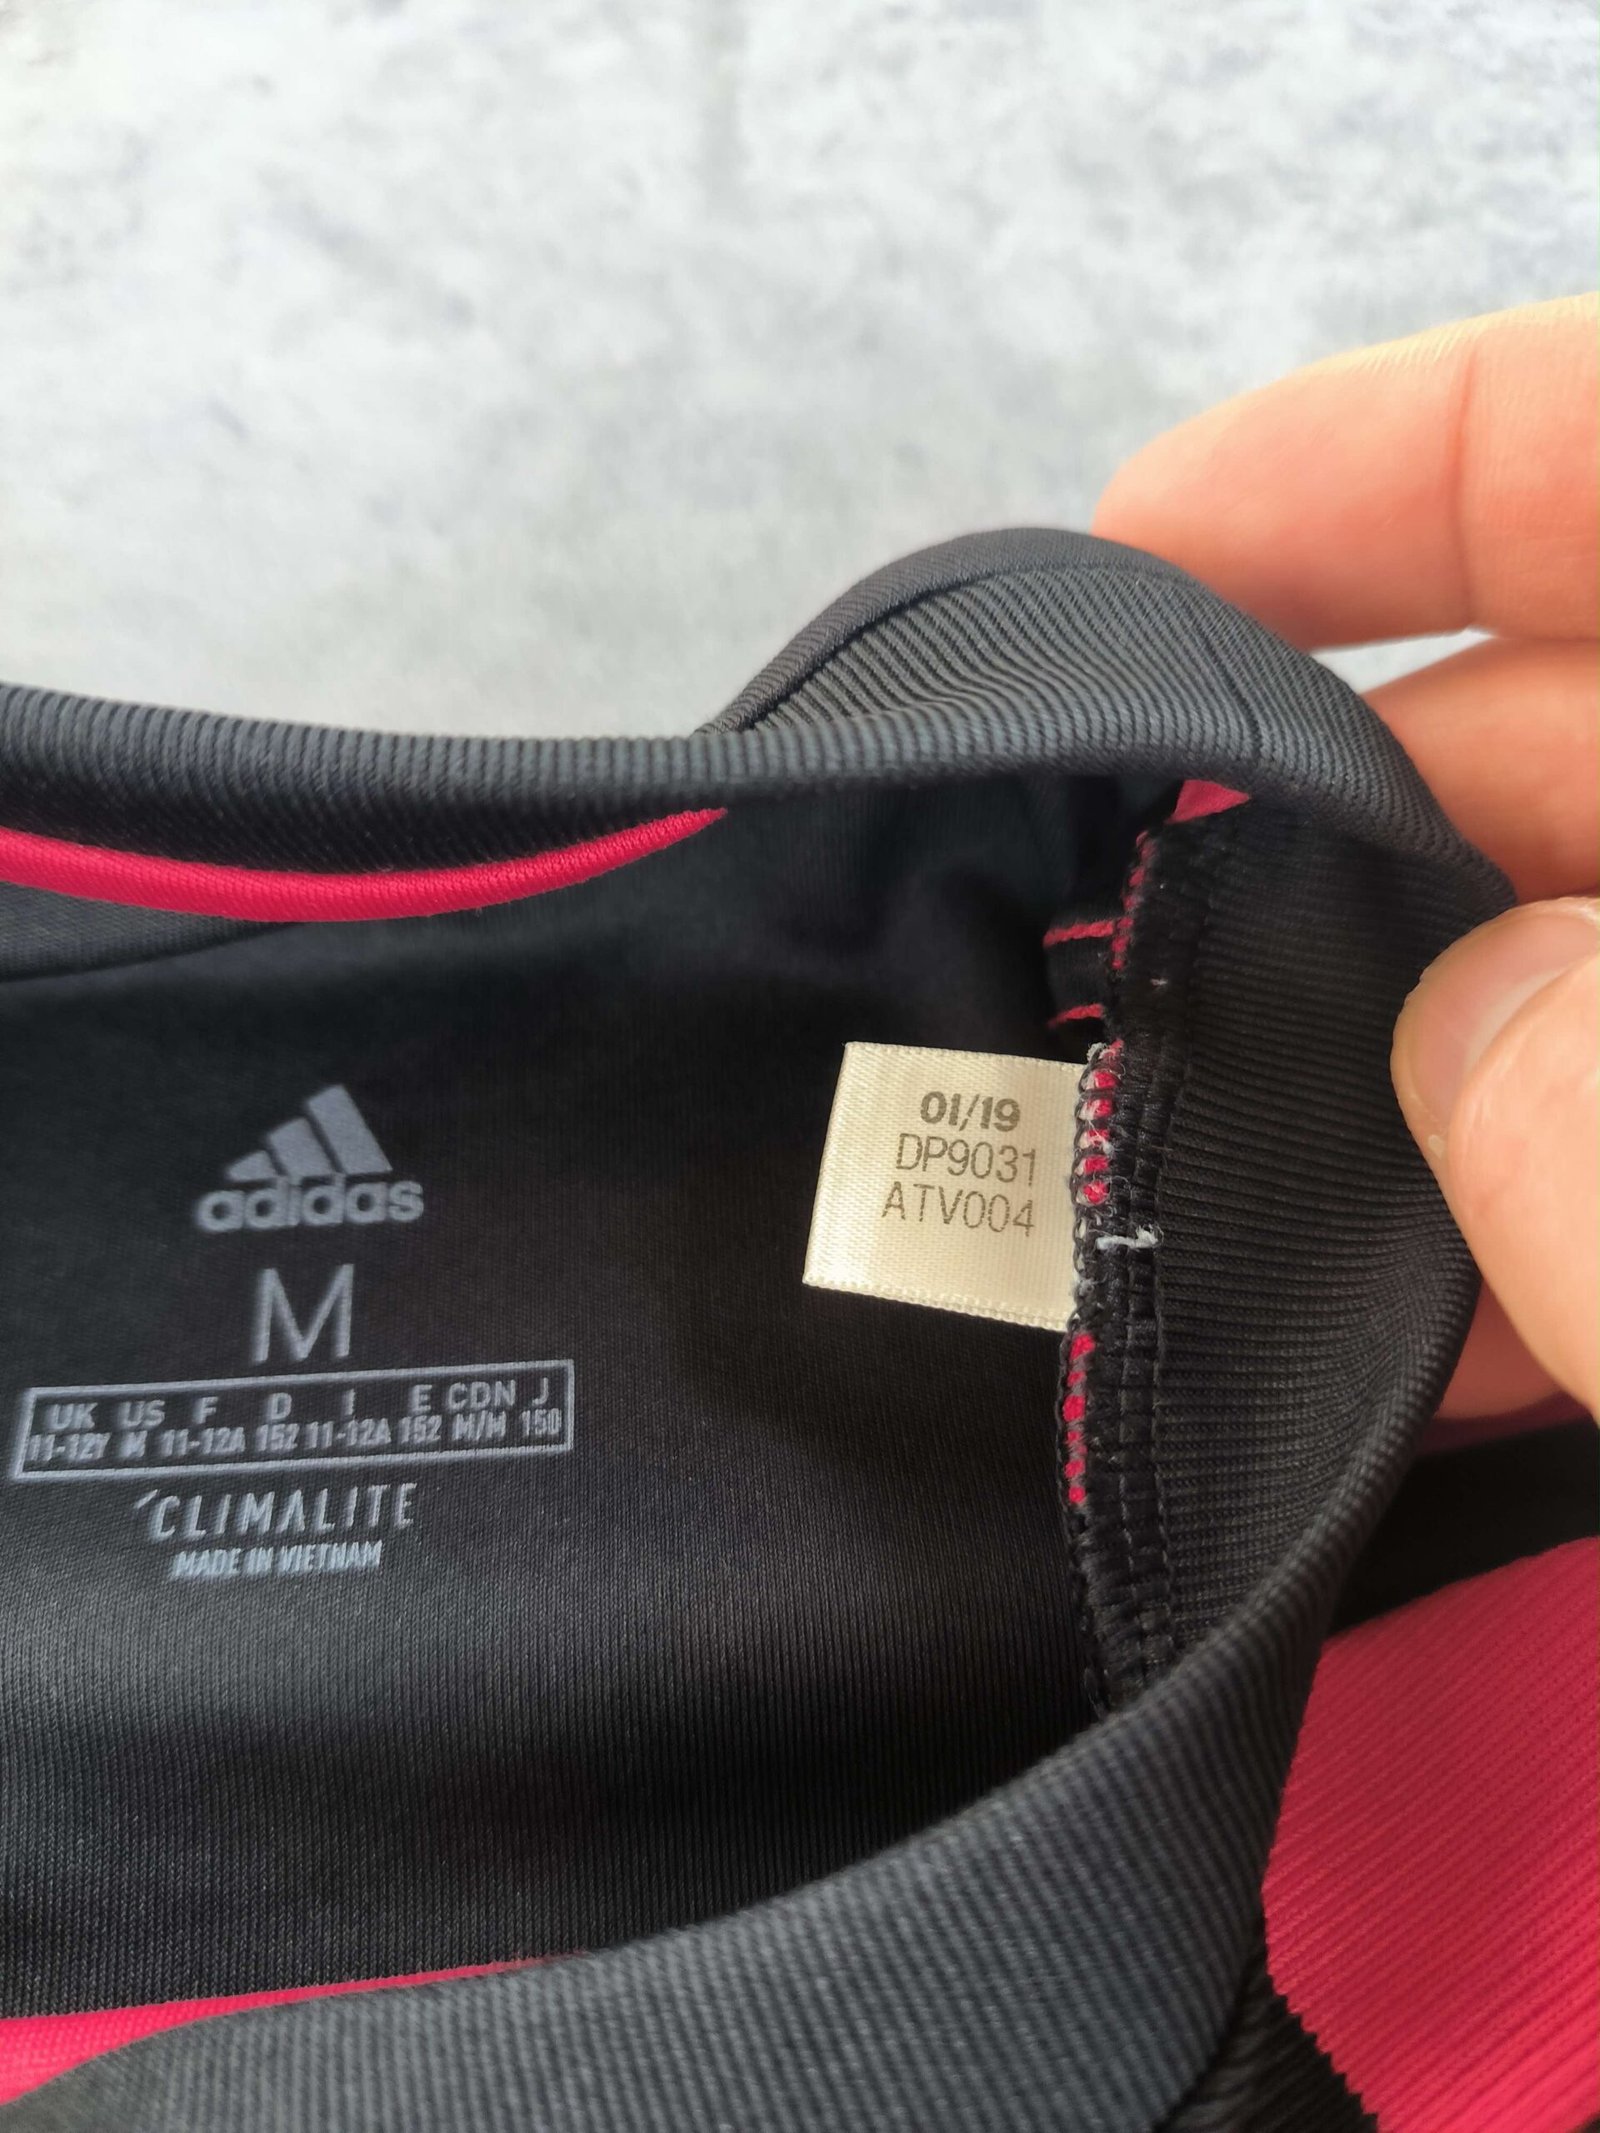 01/19
DP9031
ATV004
adidas
M
UK US F D I E CDN J
11-12Y M 11-12A 152 11-12A 152 M/M 150
CLIMALITE
MADE IN VIETNAM